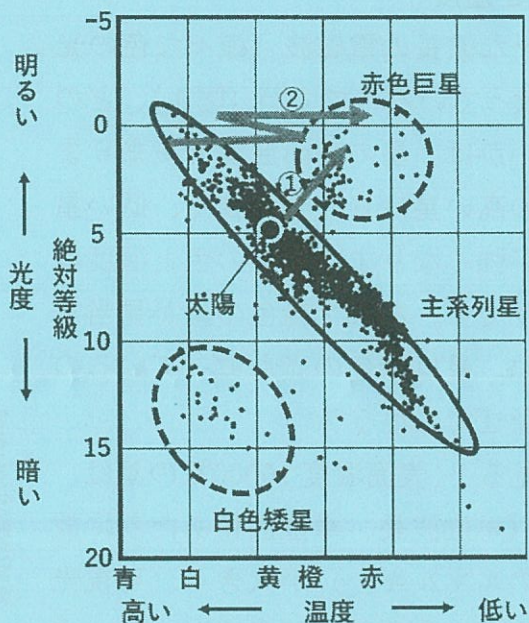 -5
0
5
10
15
20
明るい
光度
暗い
絶対等級
②
①
赤色巨星
太陽
主系列星
白色矮星
青 白 黄 橙 赤
高い ← 温度 → 低い